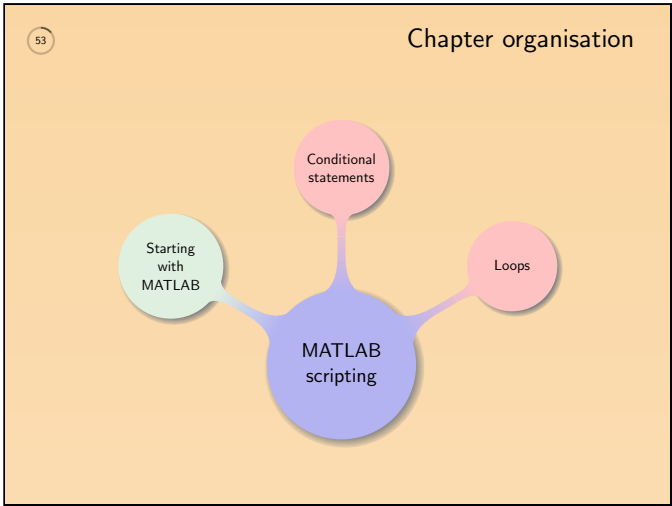 53
Chapter organisation
Conditional
statements
Starting
with
MATLAB
Loops
MATLAB
scripting